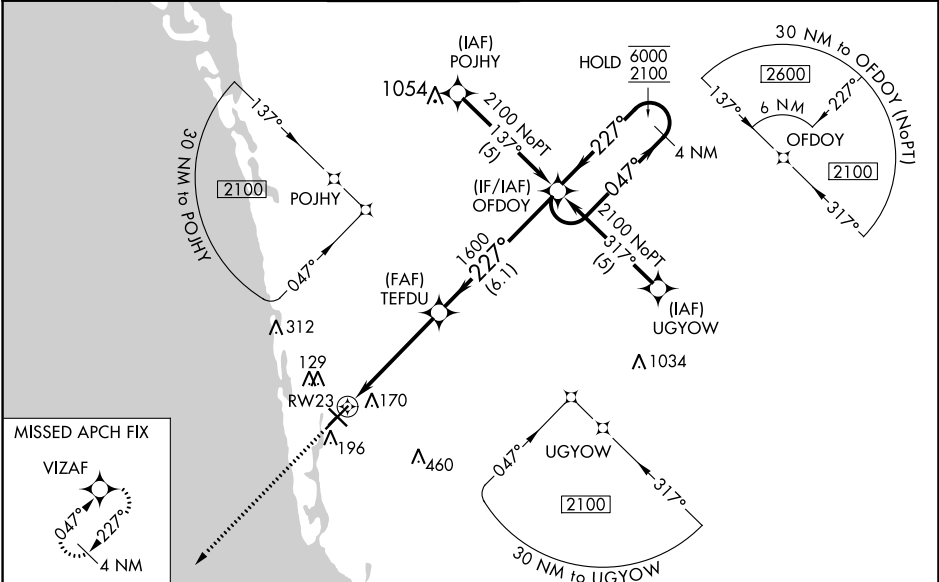 (IAF)
POJHY
1054
2100 NoPT
137°
(5)
HOLD
6000
2100
227°
047°
4 NM
(IF/IAF)
OFDOY
2100 NoPT
317°
(5)
(IAF)
UGYOW
1034
1600
227°
(6.1)
(FAF)
TEFDU
30 NM to OFDOY (NoPT)
2600
137°
6 NM
227°
OFDOY
2100
317°
137°
30 NM to POJHY
2100
POJHY
047°
312
129
RW23
170
196
460
UGYOW
047°
317°
2100
30 NM to UGYOW
MISSED APCH FIX
VIZAF
047°
227°
4 NM